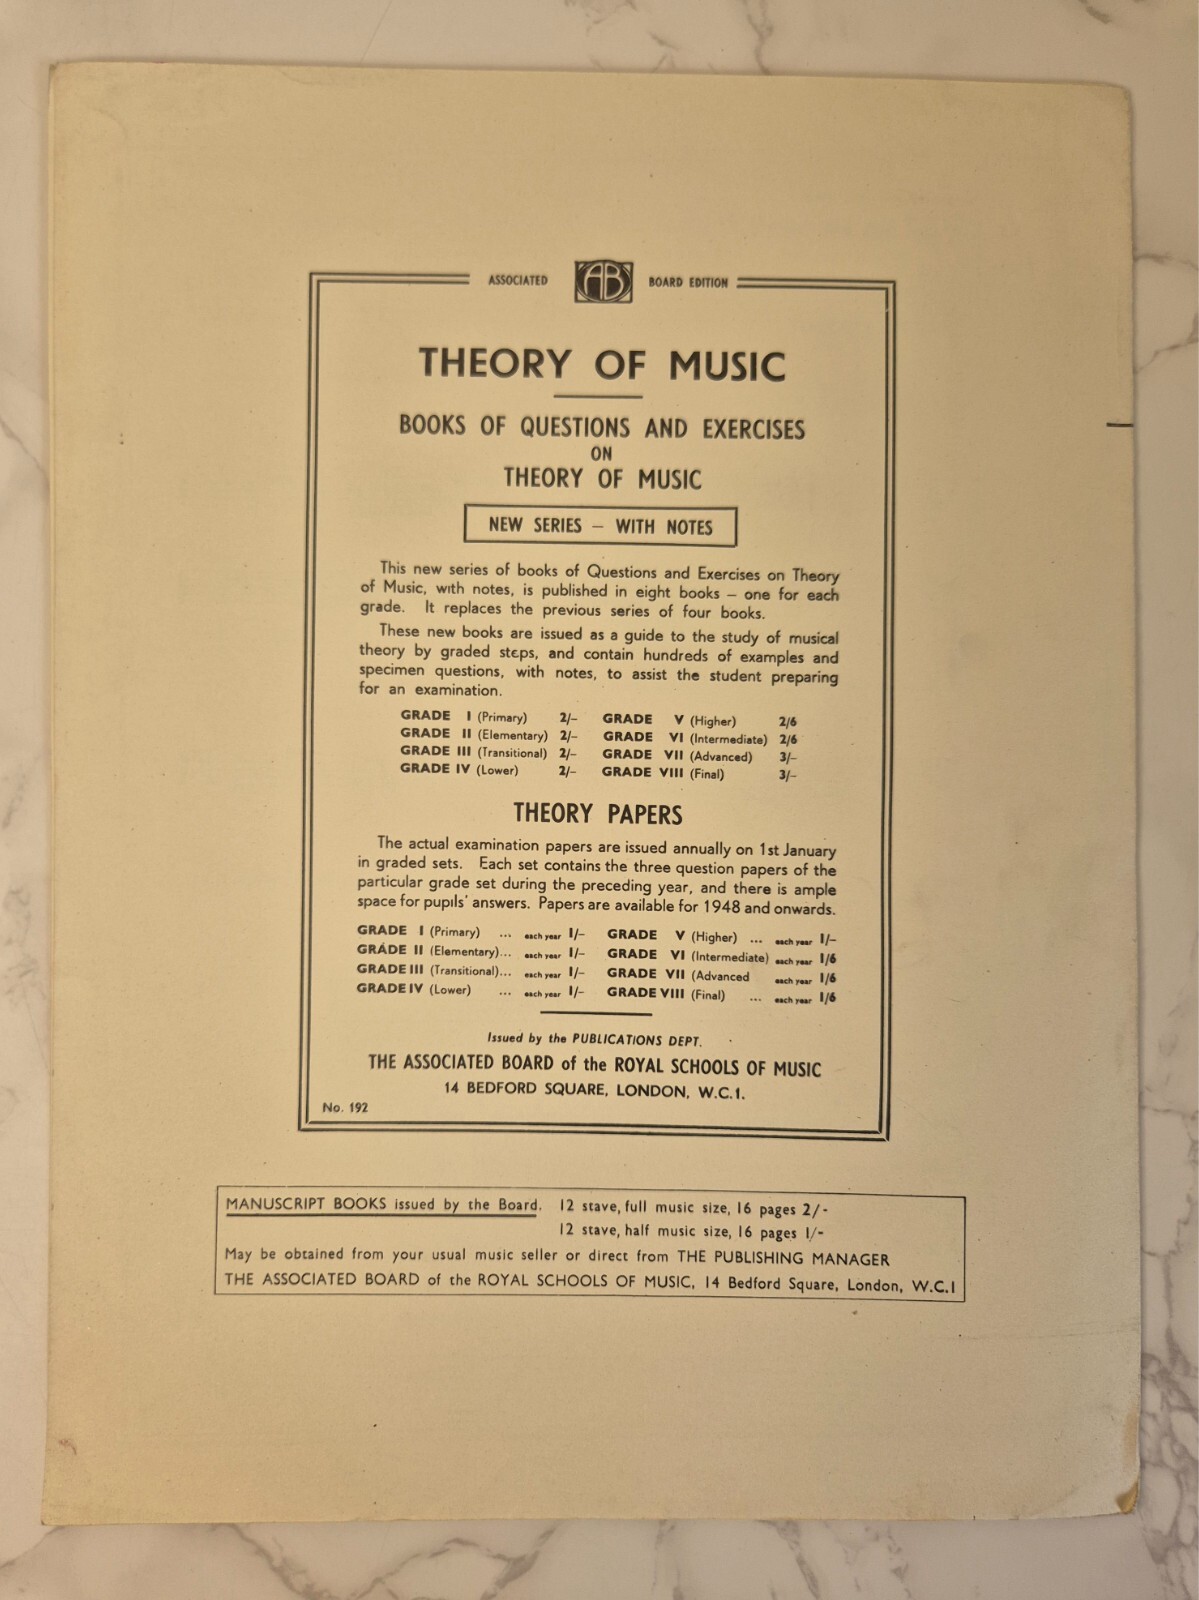 ASSOCIATED AB BOARD EDITION
THEORY OF MUSIC
BOOKS OF QUESTIONS AND EXERCISES
ON
THEORY OF MUSIC
NEW SERIES – WITH NOTES
This new series of books of Questions and Exercises on Theory
of Music, with notes, is published in eight books – one for each
grade. It replaces the previous series of four books.
These new books are issued as a guide to the study of musical
theory by graded steps, and contain hundreds of examples and
specimen questions, with notes, to assist the student preparing
for an examination.
GRADE I (Primary) 2/– GRADE V (Higher) 2/6
GRADE II (Elementary) 2/– GRADE VI (Intermediate) 2/6
GRADE III (Transitional) 2/– GRADE VII (Advanced) 3/–
GRADE IV (Lower) 2/– GRADE VIII (Final) 3/–
THEORY PAPERS
The actual examination papers are issued annually on 1st January
in graded sets. Each set contains the three question papers of the
particular grade set during the preceding year, and there is ample
space for pupils' answers. Papers are available for 1948 and onwards.
GRADE I (Primary) ... each year 1/– GRADE V (Higher) ... each year 1/–
GRADE II (Elementary)... each year 1/– GRADE VI (Intermediate) each year 1/6
GRADE III (Transitional)... each year 1/– GRADE VII (Advanced each year 1/6
GRADE IV (Lower) ... each year 1/– GRADE VIII (Final) ... each year 1/6
Issued by the PUBLICATIONS DEPT.
THE ASSOCIATED BOARD of the ROYAL SCHOOLS OF MUSIC
14 BEDFORD SQUARE, LONDON, W.C.1.
No. 192
MANUSCRIPT BOOKS issued by the Board. 12 stave, full music size, 16 pages 2/-
12 stave, half music size, 16 pages 1/-
May be obtained from your usual music seller or direct from THE PUBLISHING MANAGER
THE ASSOCIATED BOARD of the ROYAL SCHOOLS OF MUSIC, 14 Bedford Square, London, W.C.1